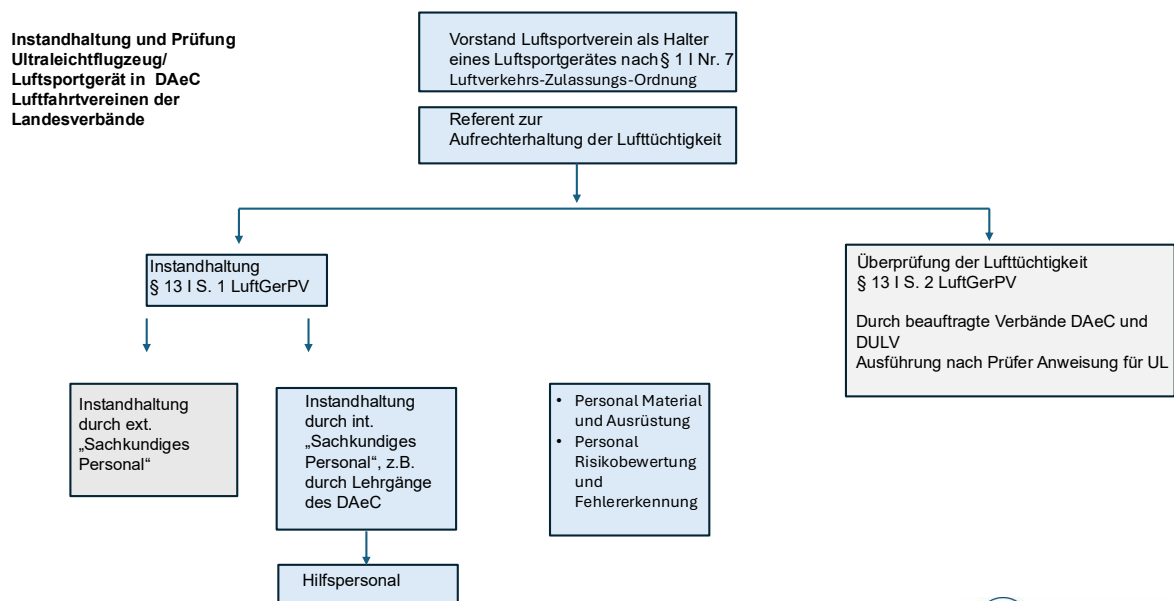 Instandhaltung und Prüfung
Ultraleichtflugzeug/
Luftsportgerät in DAeC
Luftfahrtvereinen der
Landesverbände
Vorstand Luftsportverein als Halter
eines Luftsportgerätes nach § 1 I Nr. 7
Luftverkehrs-Zulassungs-Ordnung
Referent zur
Aufrechterhaltung der Lufttüchtigkeit
Instandhaltung
§ 13 I S. 1 LuftGerPV
Überprüfung der Lufttüchtigkeit
§ 13 I S. 2 LuftGerPV
Durch beauftragte Verbände DAeC und
DULV
Ausführung nach Prüfer Anweisung für UL
Instandhaltung
durch ext.
„Sachkundiges
Personal“
Instandhaltung
durch int.
„Sachkundiges
Personal“, z.B.
durch Lehrgänge
des DAeC
• Personal Material
und Ausrüstung
• Personal
Risikobewertung
und
Fehlererkennung
Hilfspersonal